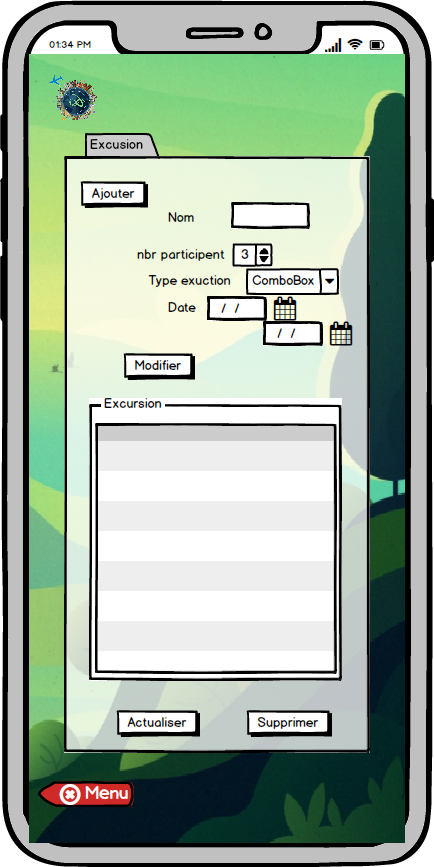 01:34 PM
Excusion
Ajouter
Nom
nbr participent 3
Type exuction ComboBox
Date / /
/ /
Modifier
Excursion
Actualiser Supprimer
Menu